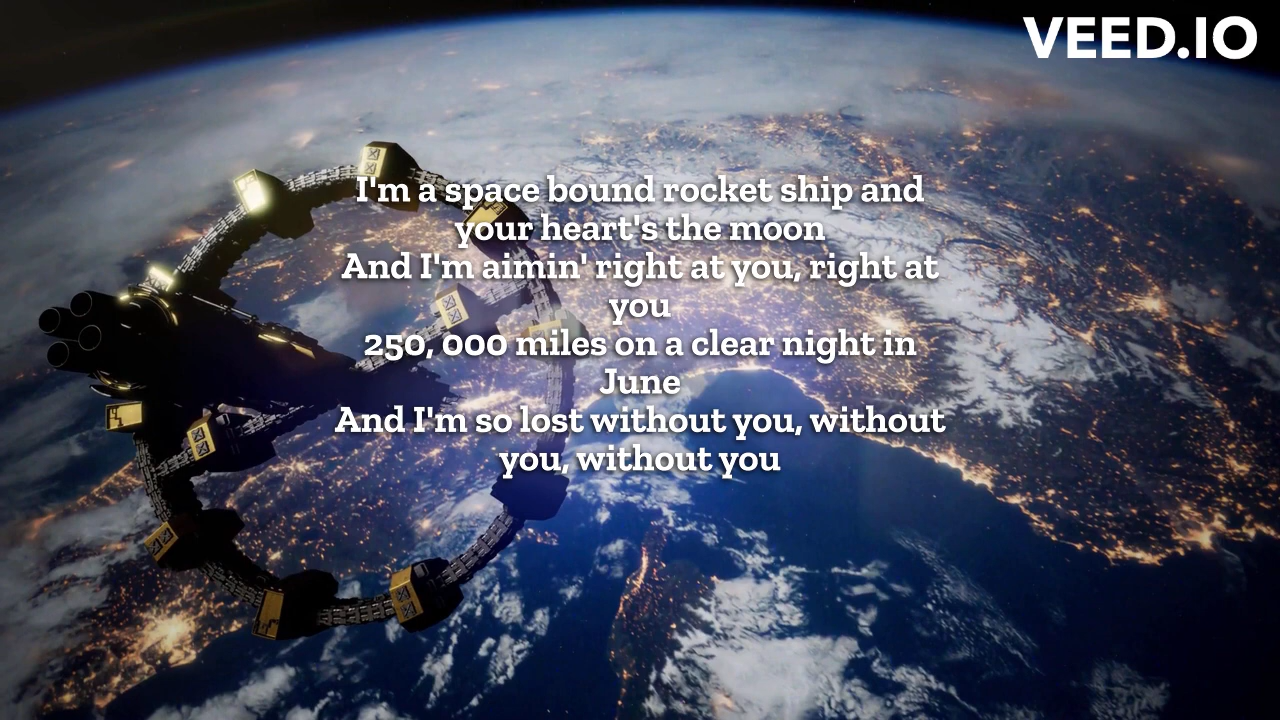 VEED.IO
I'm a space bound rocket ship and
your heart's the moon
And I'm aimin' right at you, right at
you
250, 000 miles on a clear night in
June
And I'm so lost without you, without
you, without you